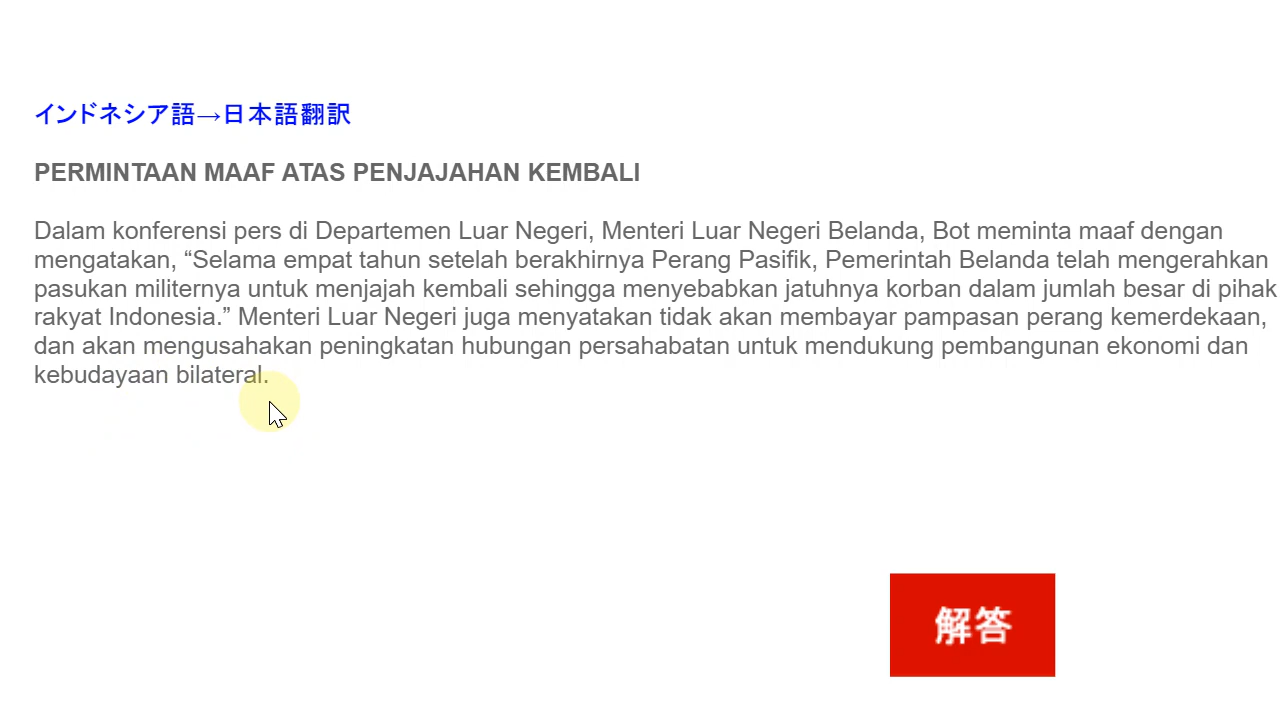 インドネシア語→日本語翻訳
PERMINTAAN MAAF ATAS PENJAJAHAN KEMBALI
Dalam konferensi pers di Departemen Luar Negeri, Menteri Luar Negeri Belanda, Bot meminta maaf dengan
mengatakan, “Selama empat tahun setelah berakhirnya Perang Pasifik, Pemerintah Belanda telah mengerahkan
pasukan militernya untuk menjajah kembali sehingga menyebabkan jatuhnya korban dalam jumlah besar di pihak
rakyat Indonesia.” Menteri Luar Negeri juga menyatakan tidak akan membayar pampasan perang kemerdekaan,
dan akan mengusahakan peningkatan hubungan persahabatan untuk mendukung pembangunan ekonomi dan
kebudayaan bilateral.
解答